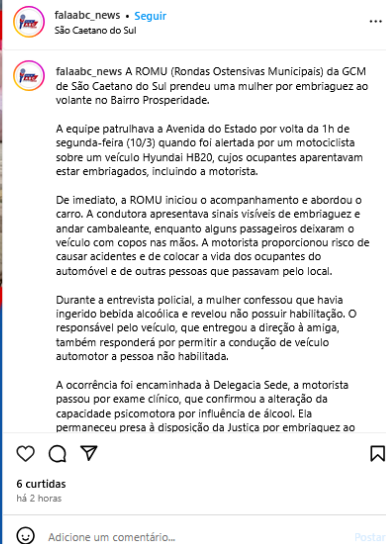 falaabc_news • Seguir
São Caetano do Sul
falaabc_news A ROMU (Rondas Ostensivas Municipais) da GCM
de São Caetano do Sul prendeu uma mulher por embriaguez ao
volante no Bairro Prosperidade.
A equipe patrulhava a Avenida do Estado por volta da 1h de
segunda-feira (10/3) quando foi alertada por um motociclista
sobre um veículo Hyundai HB20, cujos ocupantes aparentavam
estar embriagados, incluindo a motorista.
De imediato, a ROMU iniciou o acompanhamento e abordou o
carro. A condutora apresentava sinais visíveis de embriaguez e
andar cambaleante, enquanto alguns passageiros deixaram o
veículo com copos nas mãos. A motorista proporcionou risco de
causar acidentes e de colocar a vida dos ocupantes do
automóvel e de outras pessoas que passavam pelo local.
Durante a entrevista policial, a mulher confessou que havia
ingerido bebida alcoólica e revelou não possuir habilitação. O
responsável pelo veículo, que entregou a direção à amiga,
também responderá por permitir a condução de veículo
automotor a pessoa não habilitada.
A ocorrência foi encaminhada à Delegacia Sede, a motorista
passou por exame clínico, que confirmou a alteração da
capacidade psicomotora por influência de álcool. Ela
permaneceu presa à disposição da Justiça por embriaguez ao
6 curtidas
há 2 horas
Adicione um comentário...
Postar